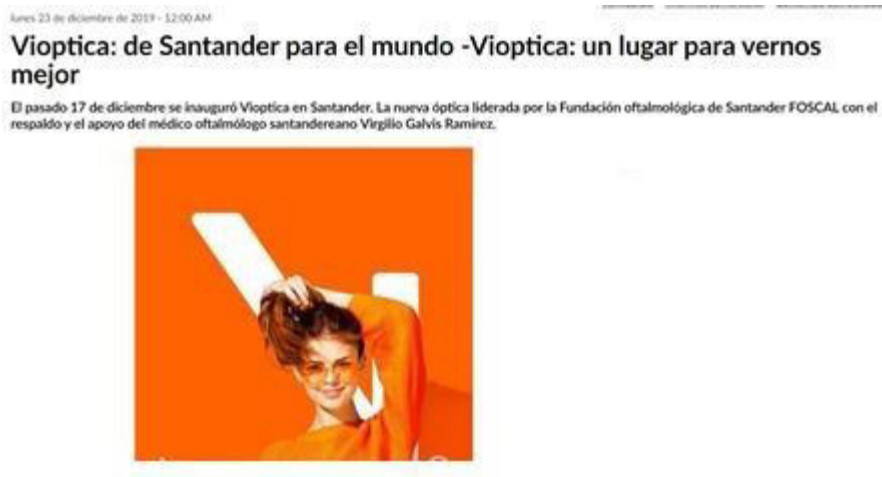 lunes 23 de diciembre de 2019 - 12:00 AM
Vioptica: de Santander para el mundo -Vioptica: un lugar para vernos
mejor
El pasado 17 de diciembre se inauguró Vioptica en Santander. La nueva óptica liderada por la Fundación oftalmológica de Santander FOSCAL con el
respaldo y el apoyo del médico oftalmólogo santandereano Virgilio Galvis Ramírez.